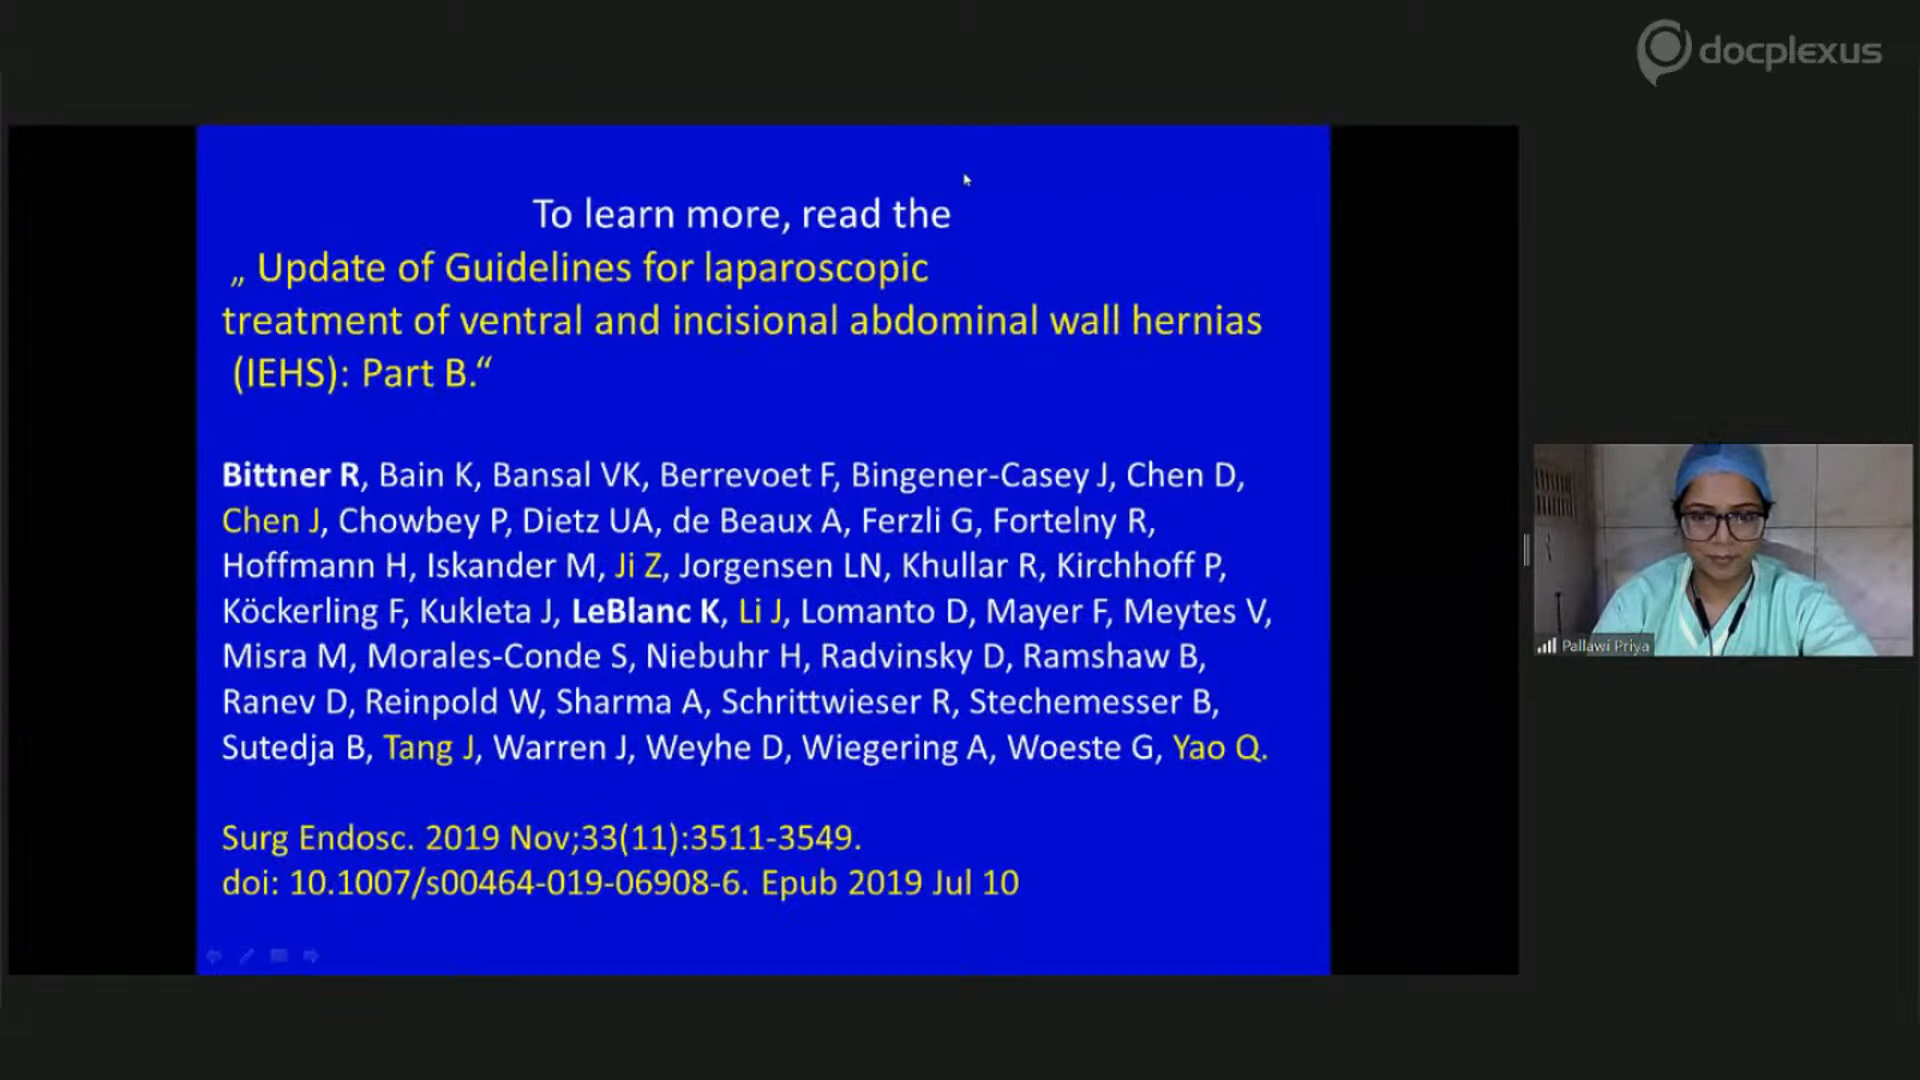 docplexus
To learn more, read the
„ Update of Guidelines for laparoscopic
treatment of ventral and incisional abdominal wall hernias
(IEHS): Part B.“
Bittner R, Bain K, Bansal VK, Berrevoet F, Bingener-Casey J, Chen D,
Chen J, Chowbey P, Dietz UA, de Beaux A, Ferzli G, Fortelny R,
Hoffmann H, Iskander M, Ji Z, Jorgensen LN, Khullar R, Kirchhoff P,
Köckerling F, Kukleta J, LeBlanc K, Li J, Lomanto D, Mayer F, Meytes V,
Misra M, Morales-Conde S, Niebuhr H, Radvinsky D, Ramshaw B,
Ranev D, Reinpold W, Sharma A, Schrittwieser R, Stechemesser B,
Sutedja B, Tang J, Warren J, Weyhe D, Wiegering A, Woeste G, Yao Q.
Surg Endosc. 2019 Nov;33(11):3511-3549.
doi: 10.1007/s00464-019-06908-6. Epub 2019 Jul 10
Pallawi Priya